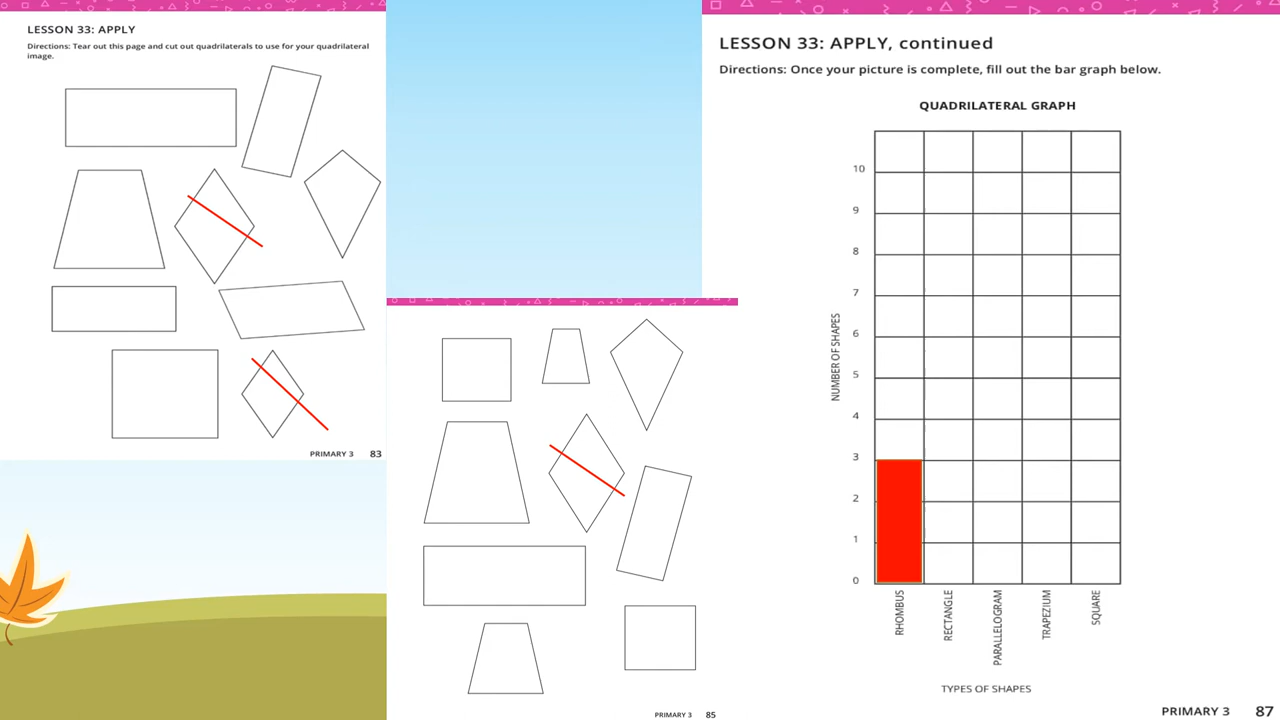 LESSON 33: APPLY
Directions: Tear out this page and cut out quadrilaterals to use for your quadrilateral
image.
PRIMARY 3 83
PRIMARY 3 85
LESSON 33: APPLY, continued
Directions: Once your picture is complete, fill out the bar graph below.
QUADRILATERAL GRAPH
10
9
8
7
6
5
4
3
2
1
0
NUMBER OF SHAPES
RHOMBUS
RECTANGLE
PARALLELOGRAM
TRAPEZIUM
SQUARE
TYPES OF SHAPES
PRIMARY 3 87